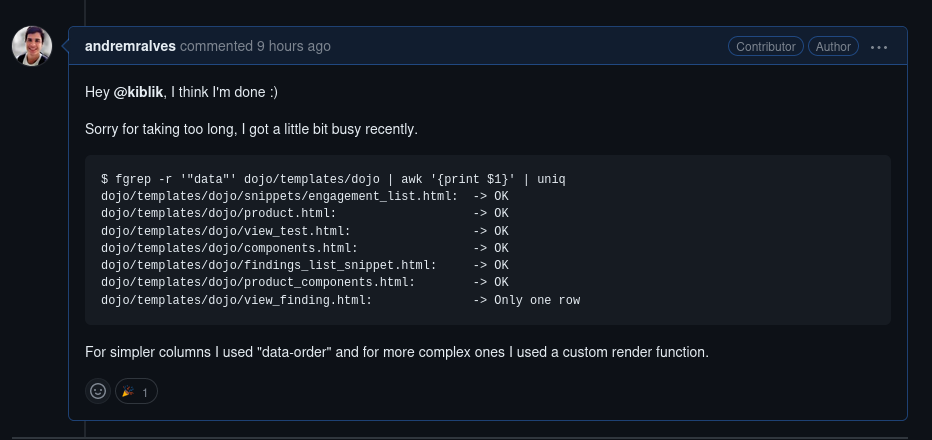 andremralves commented 9 hours ago Contributor Author
Hey @kiblik, I think I'm done :)
Sorry for taking too long, I got a little bit busy recently.
$ fgrep -r '"data"' dojo/templates/dojo | awk '{print $1}' | uniq
dojo/templates/dojo/snippets/engagement_list.html:  -> OK
dojo/templates/dojo/product.html:                   -> OK
dojo/templates/dojo/view_test.html:                 -> OK
dojo/templates/dojo/components.html:                -> OK
dojo/templates/dojo/findings_list_snippet.html:     -> OK
dojo/templates/dojo/product_components.html:        -> OK
dojo/templates/dojo/view_finding.html:              -> Only one row
For simpler columns I used "data-order" and for more complex ones I used a custom render function.
1